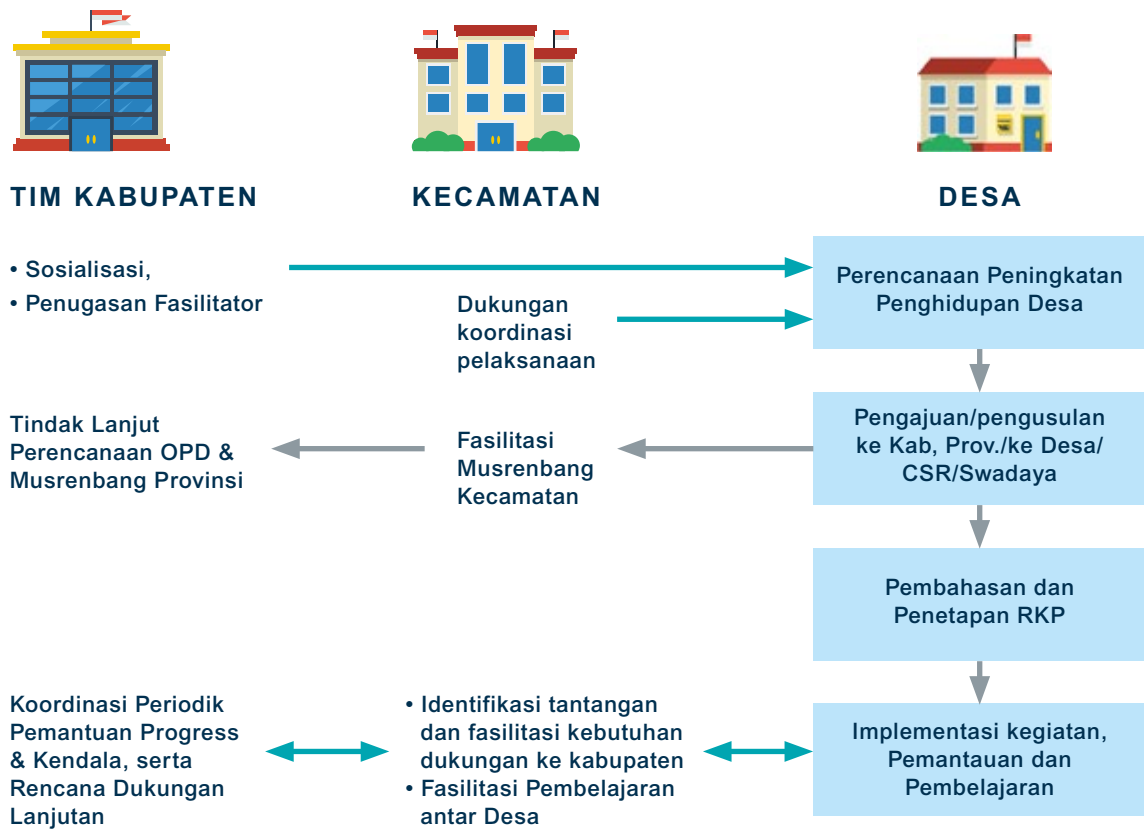 TIM KABUPATEN
KECAMATAN
DESA
• Sosialisasi,
• Penugasan Fasilitator
Dukungan
koordinasi
pelaksanaan
Perencanaan Peningkatan
Penghidupan Desa
Tindak Lanjut
Perencanaan OPD &
Musrenbang Provinsi
Fasilitasi
Musrenbang
Kecamatan
Pengajuan/pengusulan
ke Kab, Prov./ke Desa/
CSR/Swadaya
Pembahasan dan
Penetapan RKP
Koordinasi Periodik
Pemantuan Progress
& Kendala, serta
Rencana Dukungan
Lanjutan
• Identifikasi tantangan
dan fasilitasi kebutuhan
dukungan ke kabupaten
• Fasilitasi Pembelajaran
antar Desa
Implementasi kegiatan,
Pemantauan dan
Pembelajaran